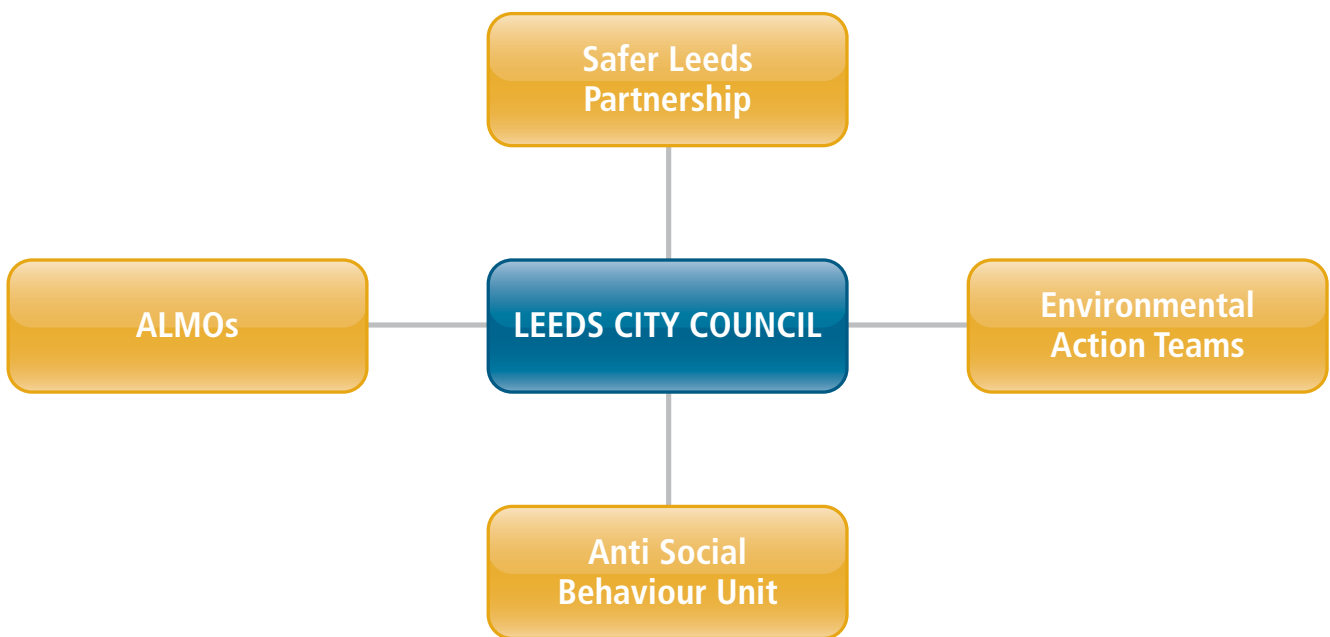 Safer Leeds
Partnership
ALMOs
LEEDS CITY COUNCIL
Environmental
Action Teams
Anti Social
Behaviour Unit